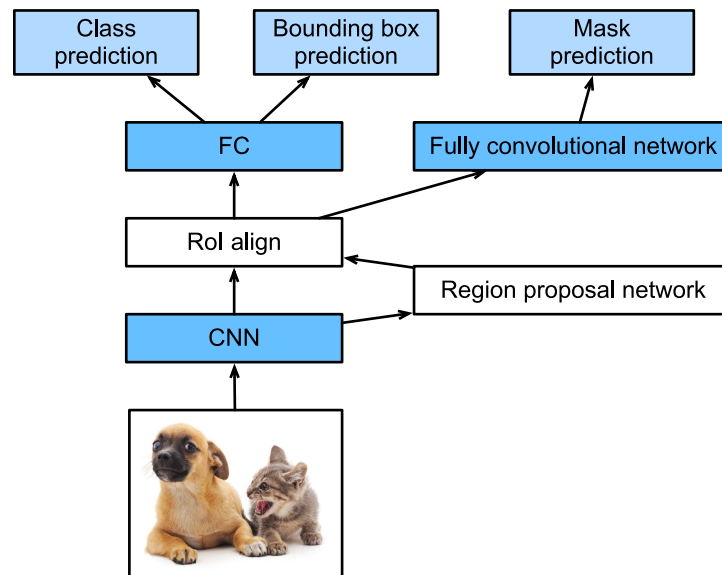 Class
prediction
Bounding box
prediction
Mask
prediction
FC
Fully convolutional network
RoI align
Region proposal network
CNN